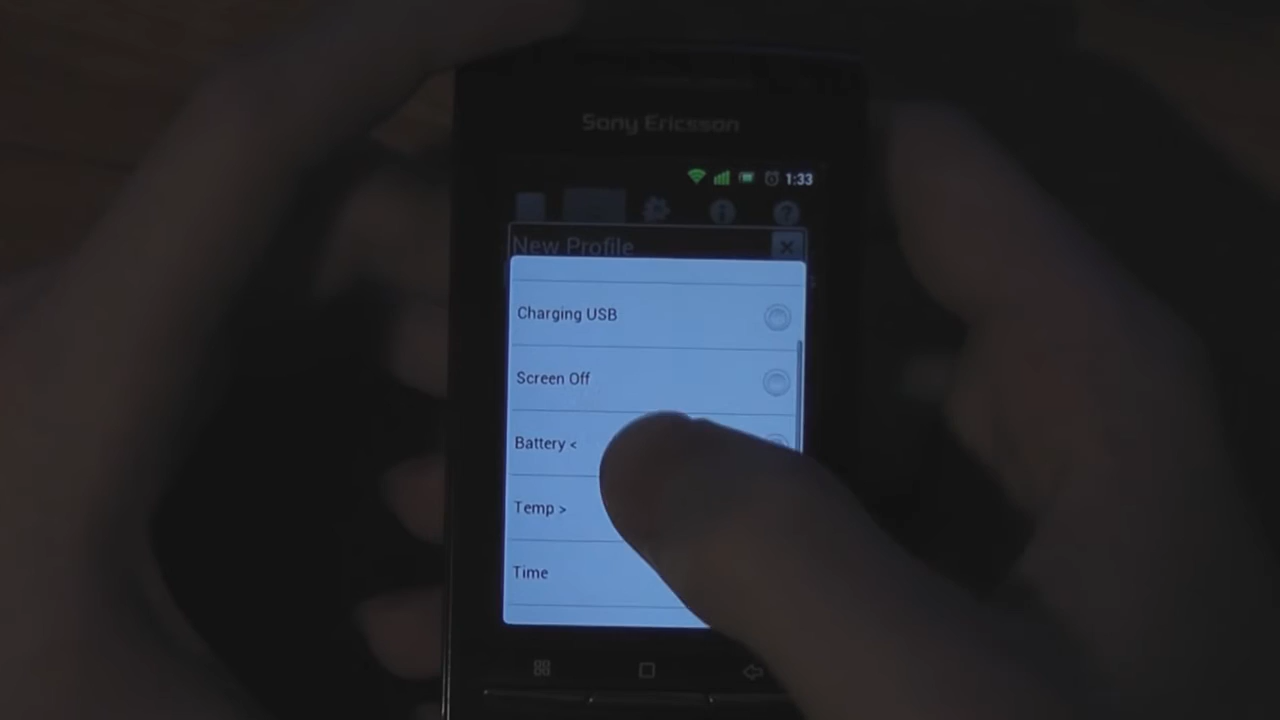 Sony Ericsson
1:33
?
New Profile
Charging USB
Screen Off
Battery <
Temp >
Time